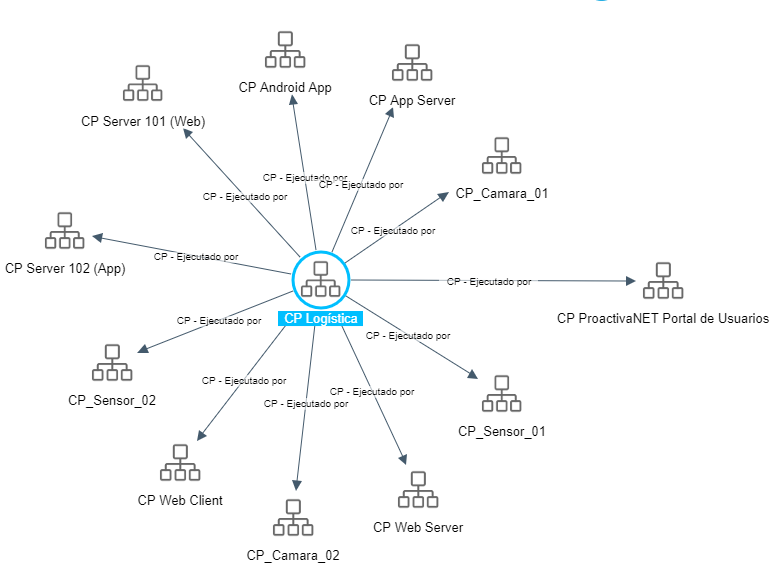 CP Android App
CP App Server
CP Server 101 (Web)
CP - Ejecutado por
CP - Ejecutado por
CP - Ejecutado por
CP_Camara_01
CP - Ejecutado por
CP Server 102 (App)
CP - Ejecutado por
CP - Ejecutado por
CP Logística
CP ProactivaNET Portal de Usuarios
CP - Ejecutado por
CP - Ejecutado por
CP_Sensor_02
CP - Ejecutado por
CP - Ejecutado por
CP - Ejecutado por
CP_Sensor_01
CP Web Client
CP Web Server
CP_Camara_02